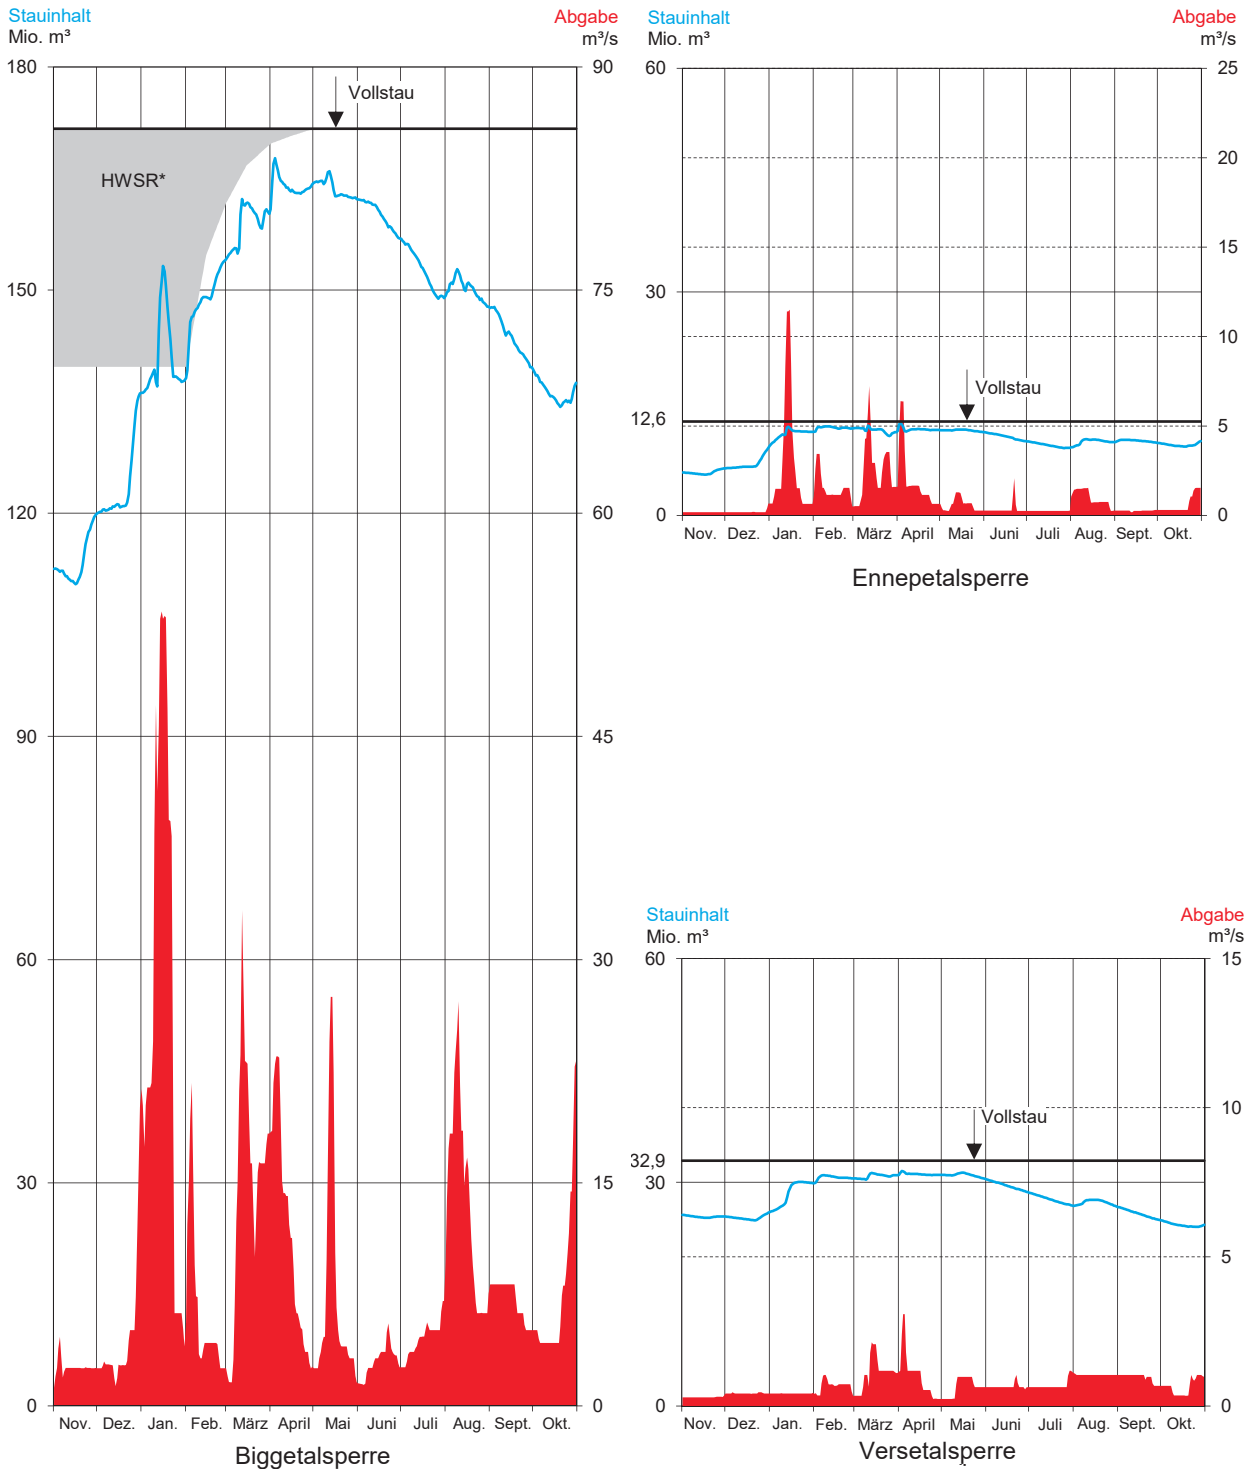 Stauinhalt Abgabe
Mio. m³ m³/s
180 90
Vollstau
HWSR*
150 75
120 60
90 45
60 30
30 15
0 0
Nov. Dez. Jan. Feb. März April Mai Juni Juli Aug. Sept. Okt.
Biggetalsperre
Stauinhalt Abgabe
Mio. m³ m³/s
60 25
20
15
30
10
Vollstau
12,6
5
0 0
Nov. Dez. Jan. Feb. März April Mai Juni Juli Aug. Sept. Okt.
Ennepetalsperre
Stauinhalt Abgabe
Mio. m³ m³/s
60 15
10
Vollstau
32,9
30
5
0 0
Nov. Dez. Jan. Feb. März April Mai Juni Juli Aug. Sept. Okt.
Versetalsperre